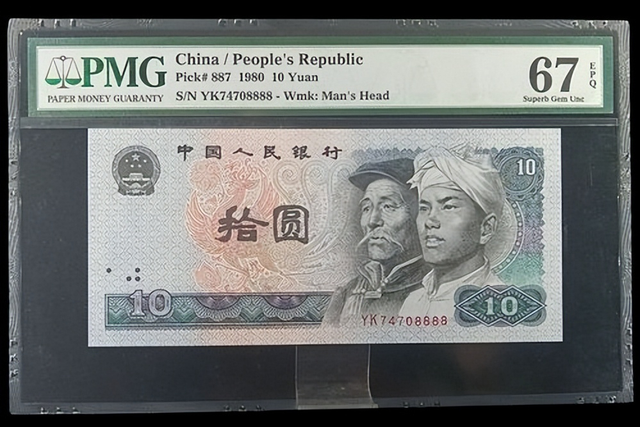 PMG
PAPER MONEY GUARANTY
China / People's Republic
Pick# 887 1980 10 Yuan
S/N YK74708888 - Wmk: Man's Head
67
EPQ
Superb Gem Unc
中国人民银行
10
拾圆
10
YK74708888
10